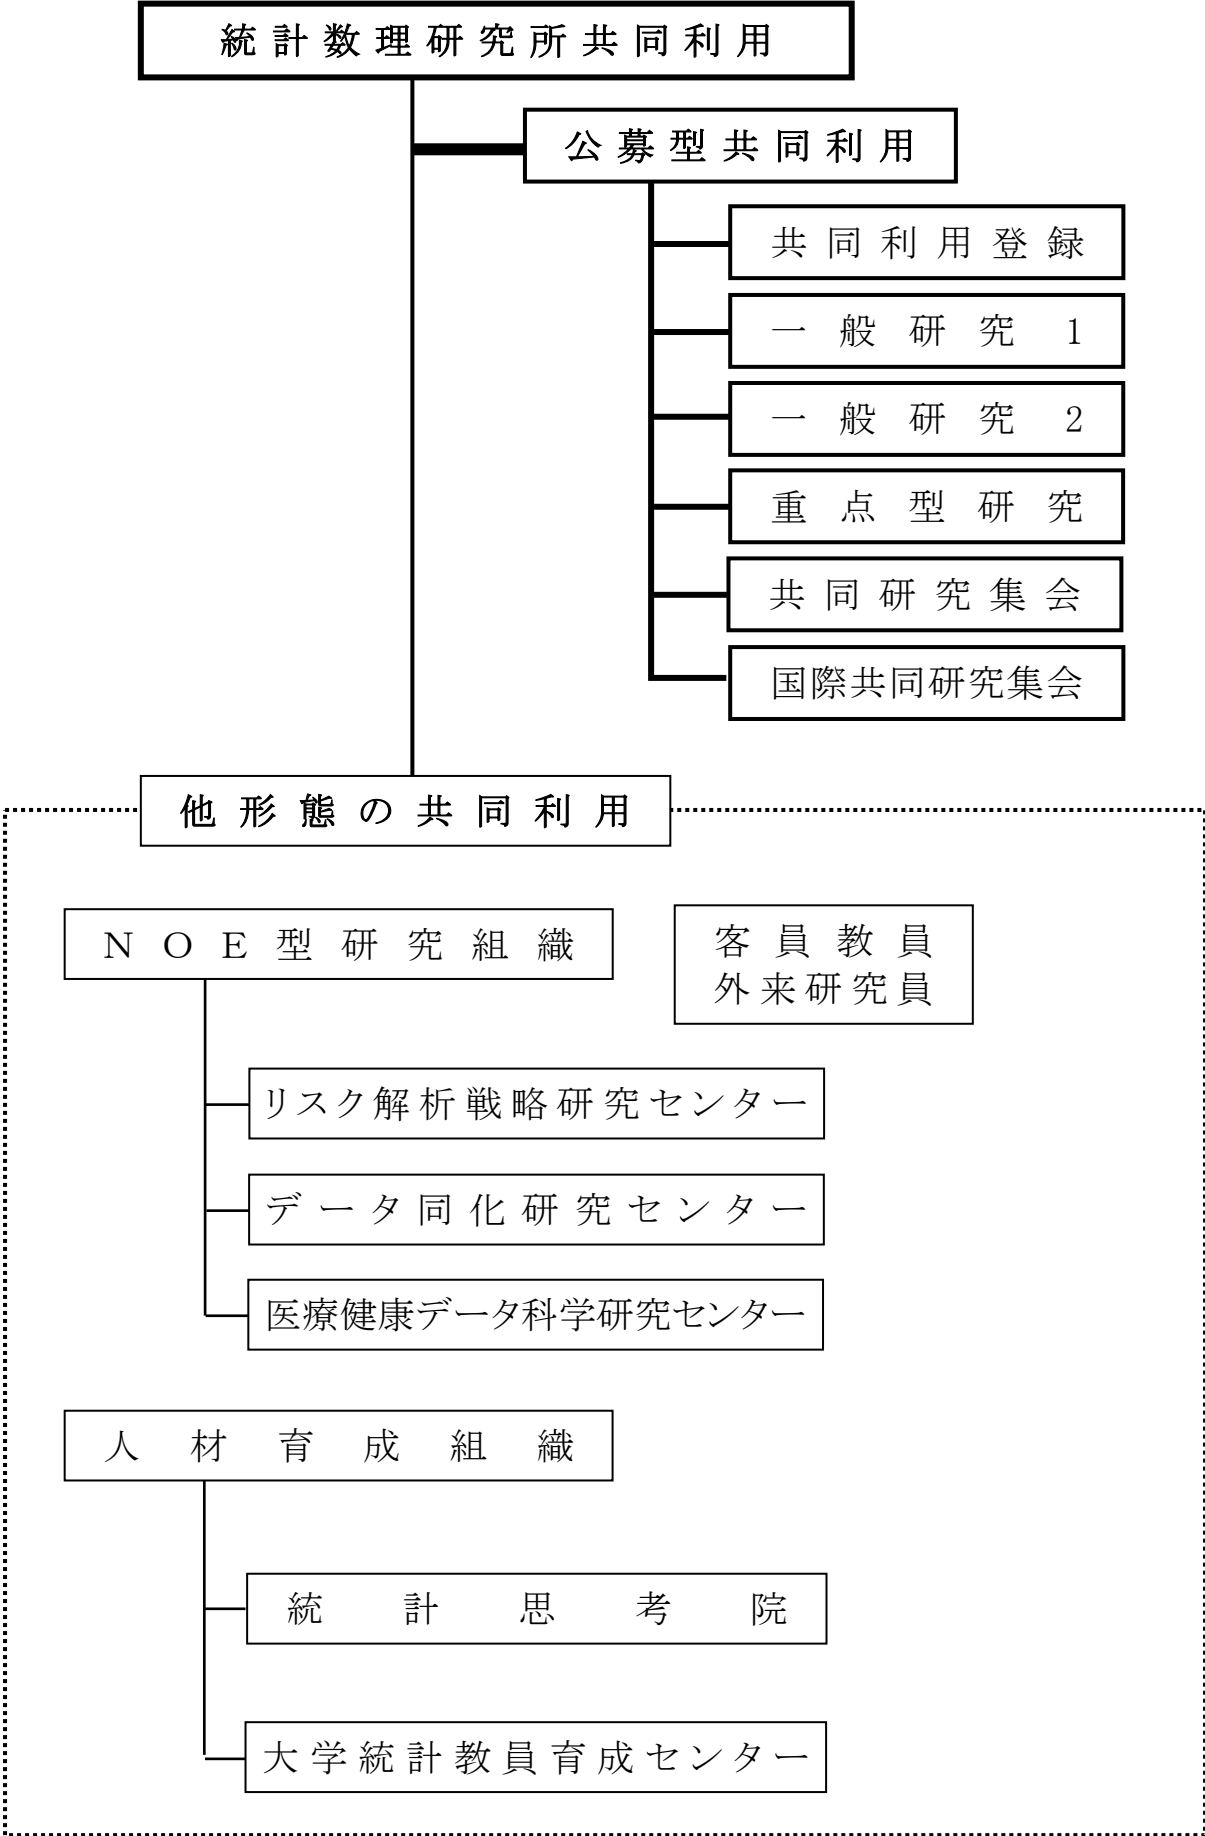 統計数理研究所共同利用
公募型共同利用
共同利用登録
一般研究1
一般研究2
重点型研究
共同研究集会
国際共同研究集会
他形態の共同利用
NOE型研究組織
客員教員
外来研究員
リスク解析戦略研究センター
データ同化研究センター
医療健康データ科学研究センター
人材育成組織
統計思考院
大学統計教員育成センター